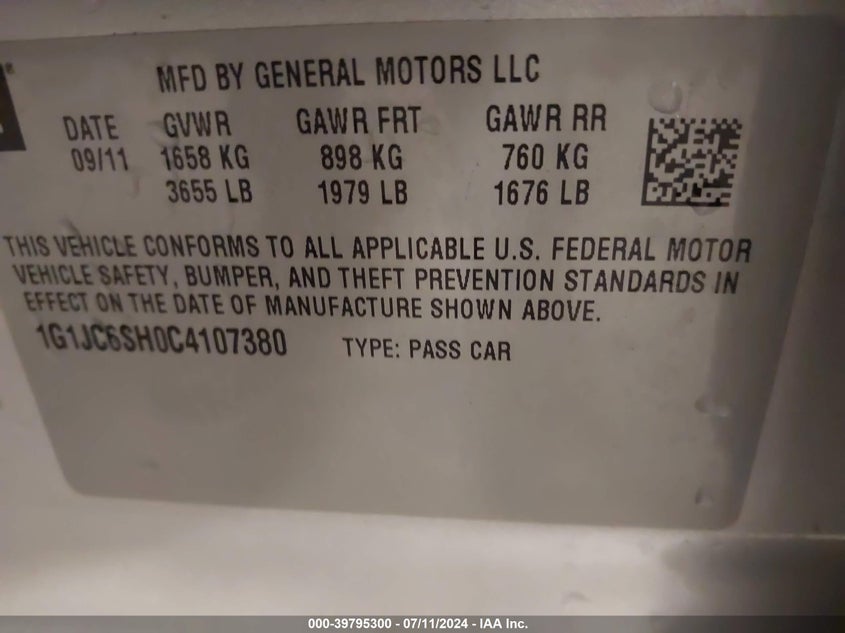 MFD BY GENERAL MOTORS LLC
DATE GVWR GAWR FRT GAWR RR
09/11 1658 KG 898 KG 760 KG
3655 LB 1979 LB 1676 LB
THIS VEHICLE CONFORMS TO ALL APPLICABLE U.S. FEDERAL MOTOR
VEHICLE SAFETY, BUMPER, AND THEFT PREVENTION STANDARDS IN
EFFECT ON THE DATE OF MANUFACTURE SHOWN ABOVE.
1G1JC6SH0C4107380 TYPE: PASS CAR
000-39795300 - 07/11/2024 - IAA Inc.